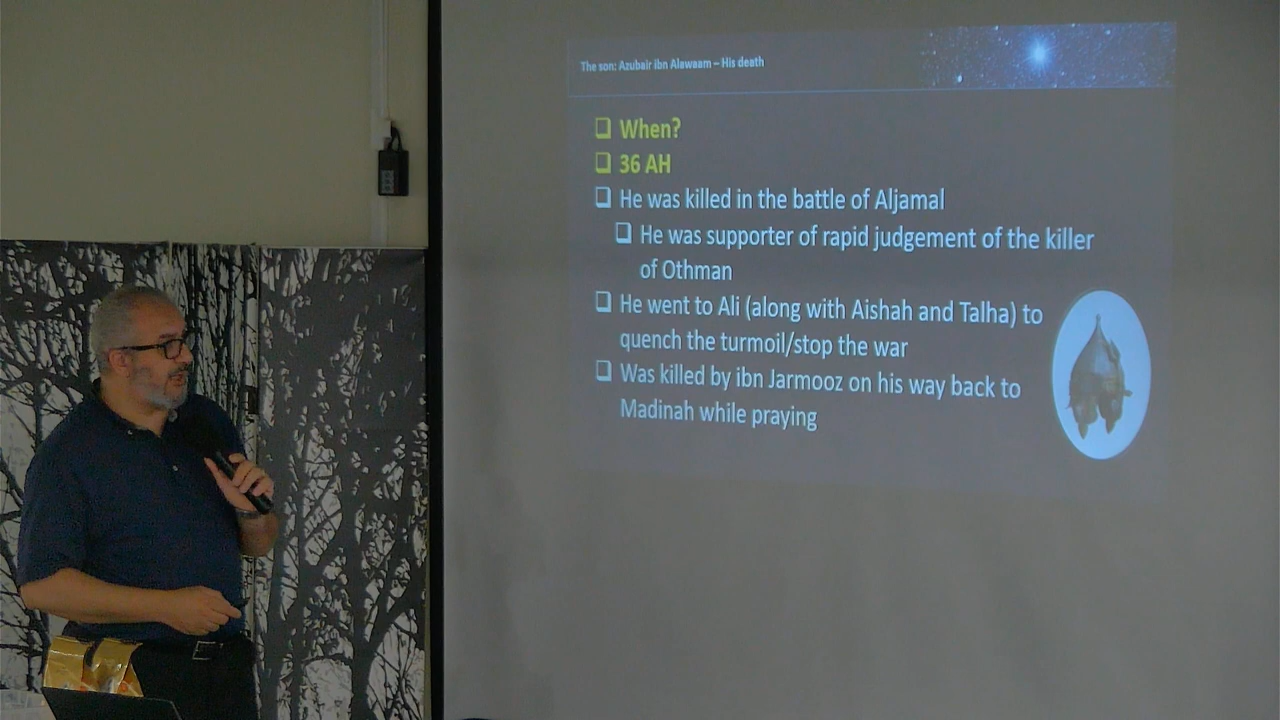 The son: Azubair ibn Alawaam – His death
❑ When?
❑ 36 AH
❑ He was killed in the battle of Aljamal
❑ He was supporter of rapid judgement of the killer
of Othman
❑ He went to Ali (along with Aishah and Talha) to
quench the turmoil/stop the war
❑ Was killed by ibn Jarmooz on his way back to
Madinah while praying